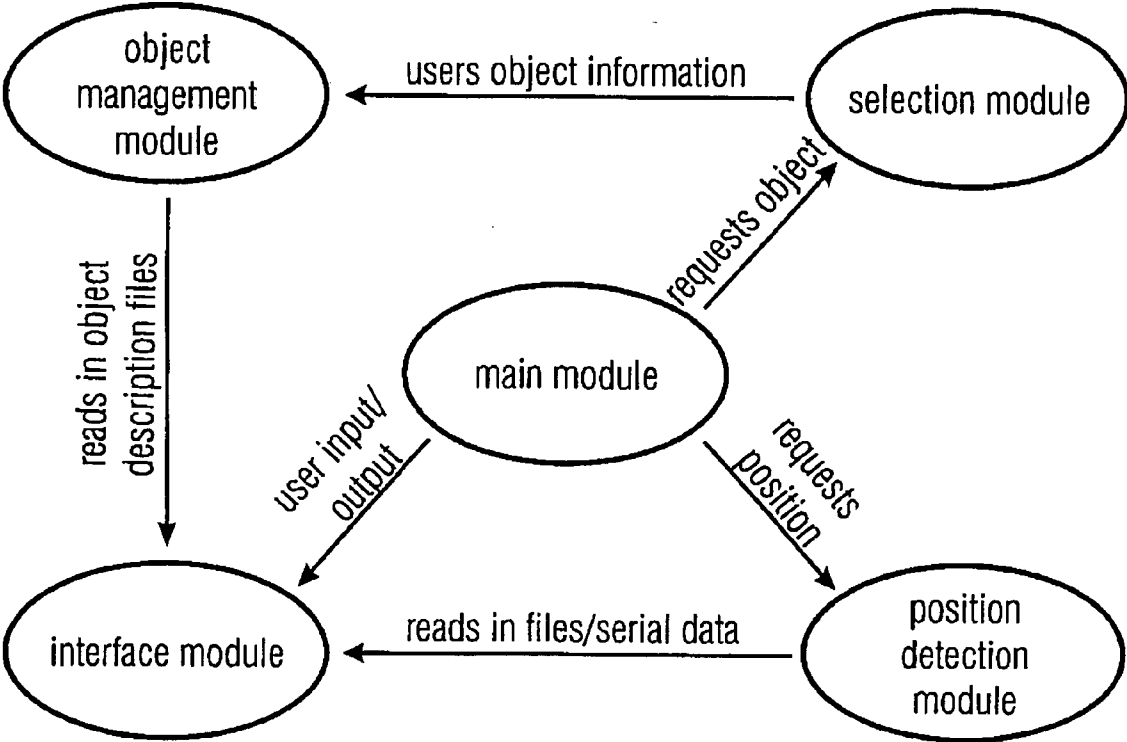 object
management
module
users object information
selection module
requests object
reads in object
description files
main module
user input/
output
requests
position
interface module
reads in files/serial data
position
detection
module